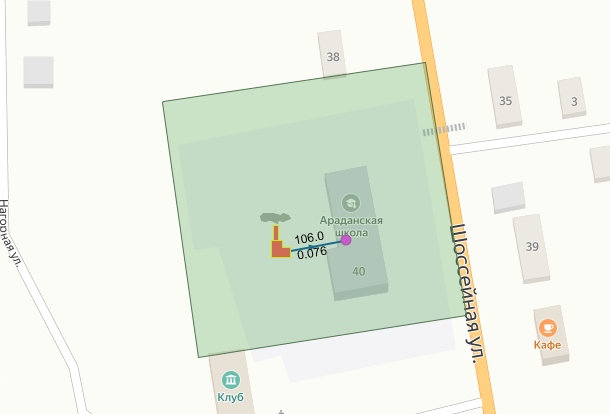 38
35
3
Нагорная ул.
Араданская
школа
106.0
0.076
40
Шоссейная ул.
39
Кафе
Клуб